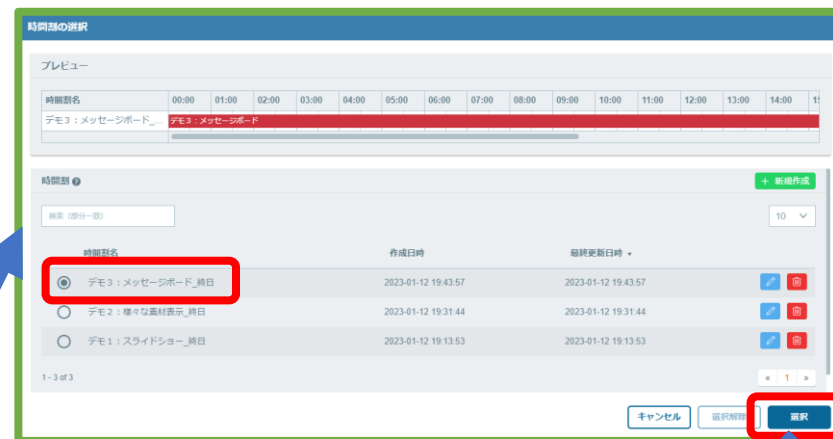 時間割の選択
プレビュー
時間割名 00:00 01:00 02:00 03:00 04:00 05:00 06:00 07:00 08:00 09:00 10:00 11:00 12:00 13:00 14:00 15
デモ3：メッセージボード_... デモ3：メッセージボード
時間割 ? + 新規作成
検索（部分一致） 10
時間割名 作成日時 最終更新日時
デモ3：メッセージボード_終日 2023-01-12 19:43:57 2023-01-12 19:43:57
デモ2：様々な素材表示_終日 2023-01-12 19:31:44 2023-01-12 19:31:44
デモ1：スライドショー_終日 2023-01-12 19:13:53 2023-01-12 19:13:53
1 - 3 of 3 « 1 »
キャンセル 選択解除 選択